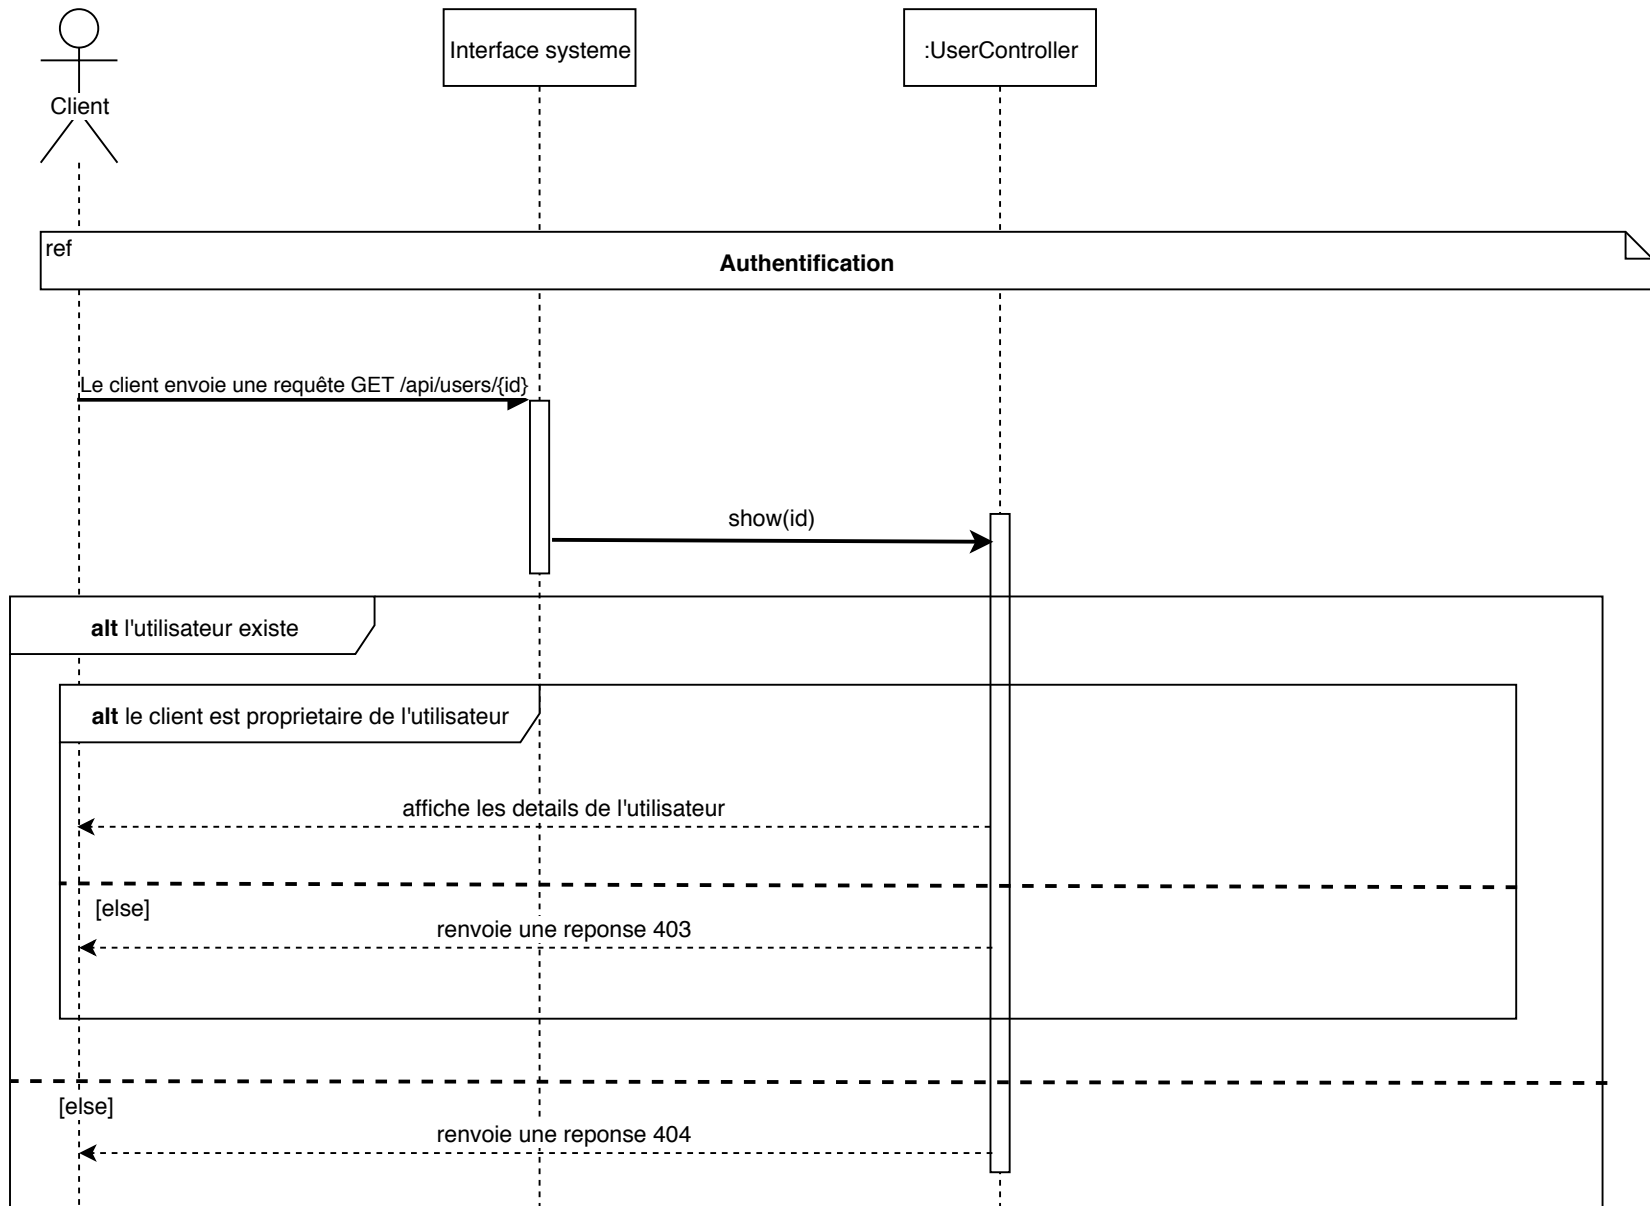 Client
Interface systeme
:UserController
ref
Authentification
Le client envoie une requête GET /api/users/{id}
show(id)
alt l'utilisateur existe
alt le client est proprietaire de l'utilisateur
affiche les details de l'utilisateur
[else]
renvoie une reponse 403
[else]
renvoie une reponse 404